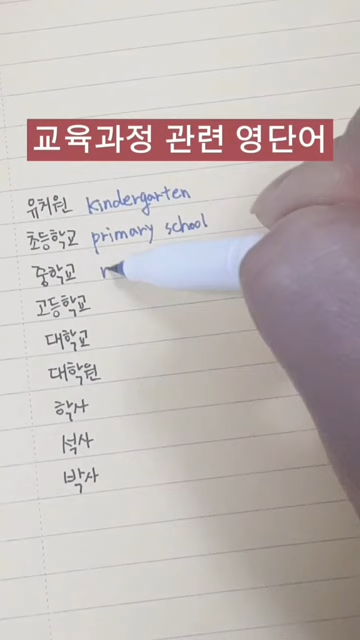 교육과정 관련 영단어
유치원 kindergarten
초등학교 primary school
중학교
고등학교
대학교
대학원
학사
석사
박사